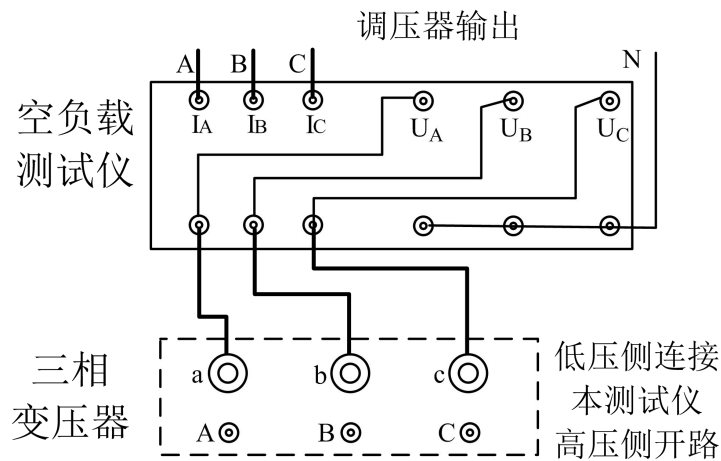 调压器输出
A B C N
空负载
测试仪
IA IB IC UA UB UC
三相
变压器
a b c
A B C
低压侧连接
本测试仪
高压侧开路